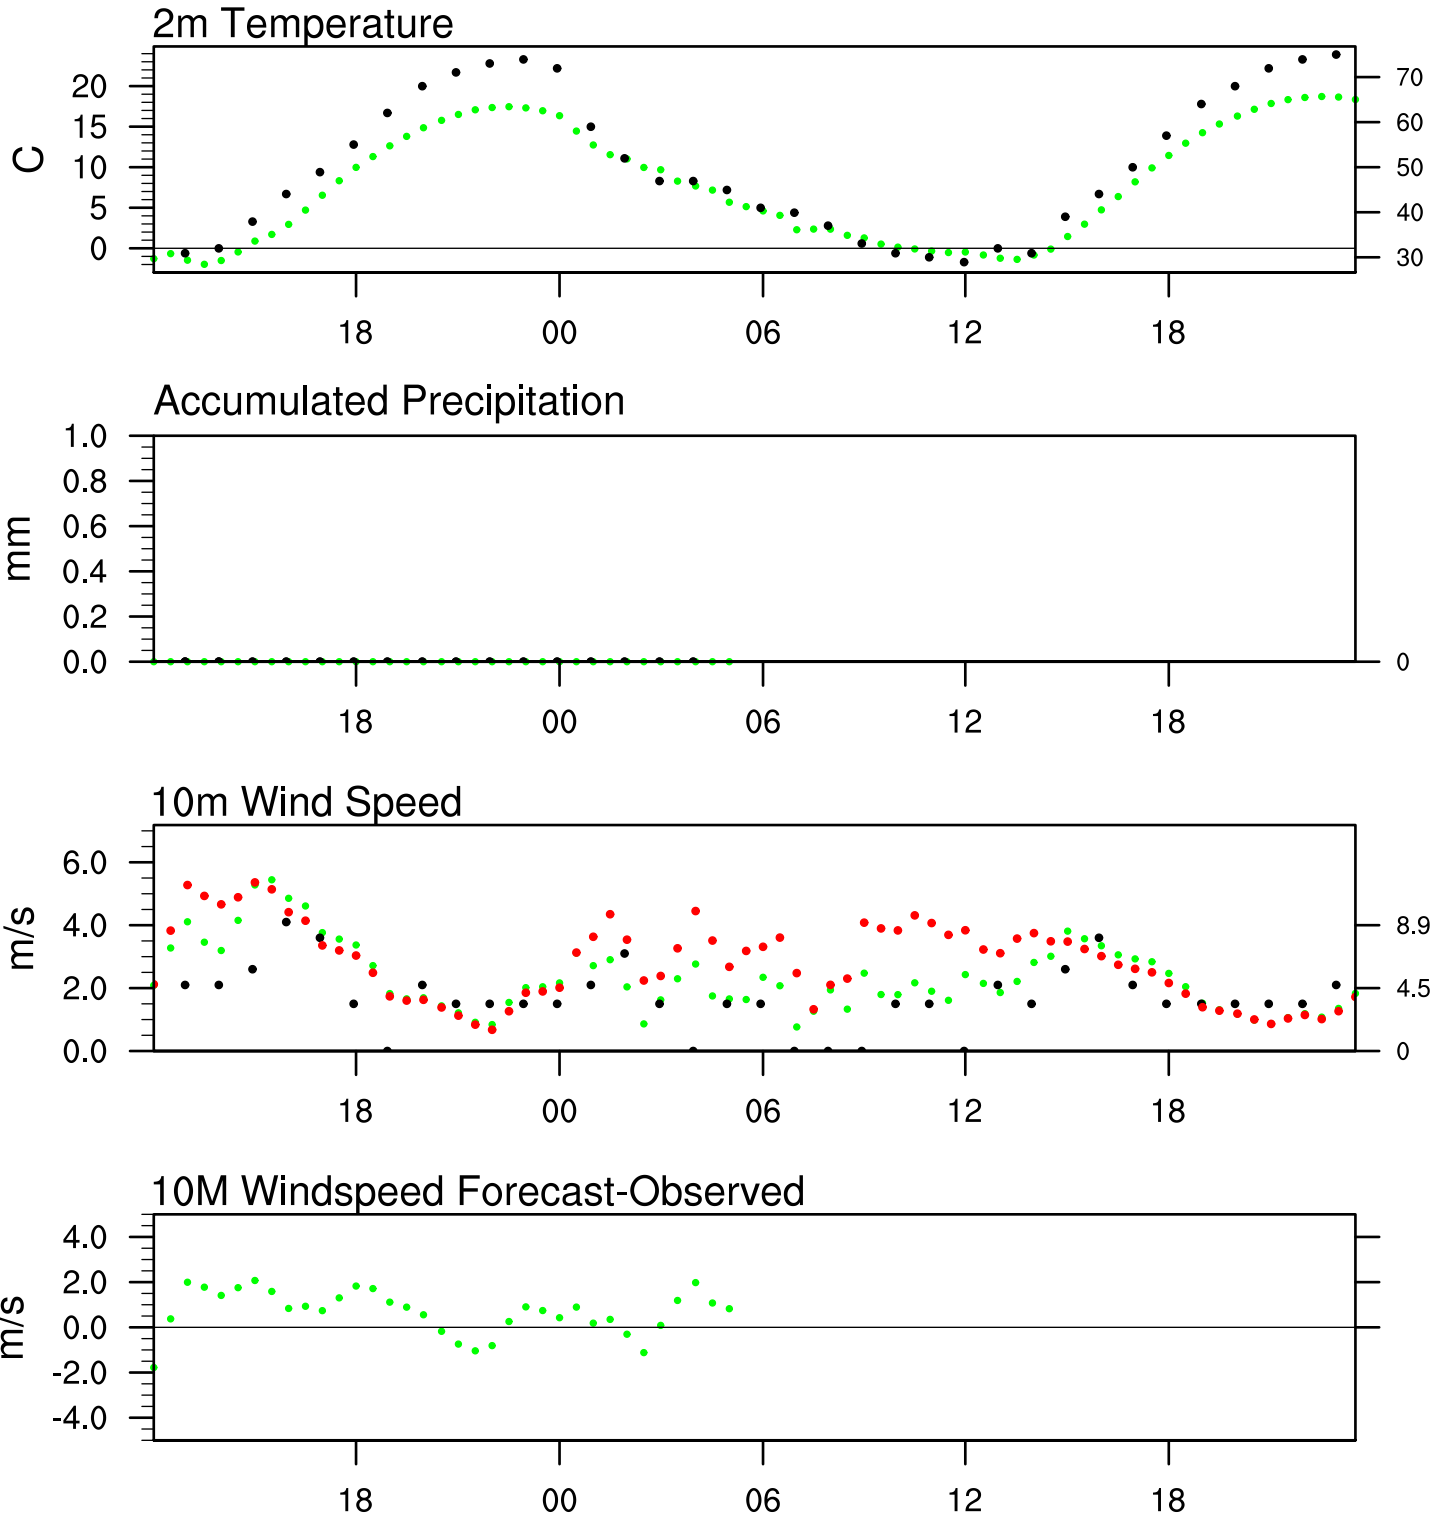 2m Temperature
20
15
10
5
0
C
70
60
50
40
30
18 00 06 12 18
Accumulated Precipitation
1.0
0.8
0.6
0.4
0.2
0.0
mm
0
18 00 06 12 18
10m Wind Speed
6.0
4.0
2.0
0.0
m/s
8.9
4.5
0
18 00 06 12 18
10M Windspeed Forecast-Observed
4.0
2.0
0.0
-2.0
-4.0
m/s
18 00 06 12 18